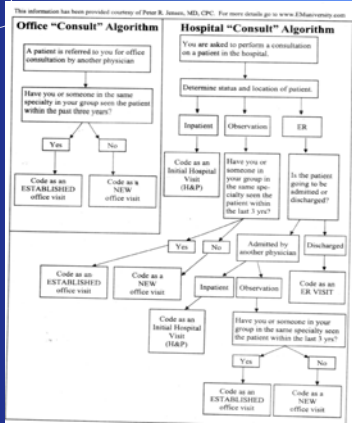 This information has been provided courtesy of Peter R. Jensen, MD, CPC. For more details go to www.EMuniversity.com
Office "Consult" Algorithm
A patient is referred to you for office
consultation by another physician
Have you or someone in the same
specialty in your group seen the patient
within the past three years?
Yes
No
Code as an
ESTABLISHED
office visit
Code as a
NEW
office visit
Hospital "Consult" Algorithm
You are asked to perform a consultation
on a patient in the hospital.
Determine status and location of patient.
Inpatient
Observation
ER
Code as an
Initial Hospital
Visit
(H&P)
Have you or
someone in
your group in
the same spe-
cialty seen the
patient within
the last 3 yrs?
Is the patient
going to be
admitted or
discharged?
Yes
No
Admitted by
another physician
Discharged
Code as an
ESTABLISHED
office visit
Code as a
NEW
office visit
Inpatient
Observation
Code as an
ER VISIT
Code as an
Initial Hospital
Visit
(H&P)
Have you or someone in your
group in the same specialty seen
the patient within the last 3 yrs?
Yes
No
Code as an
ESTABLISHED
office visit
Code as a
NEW
office visit